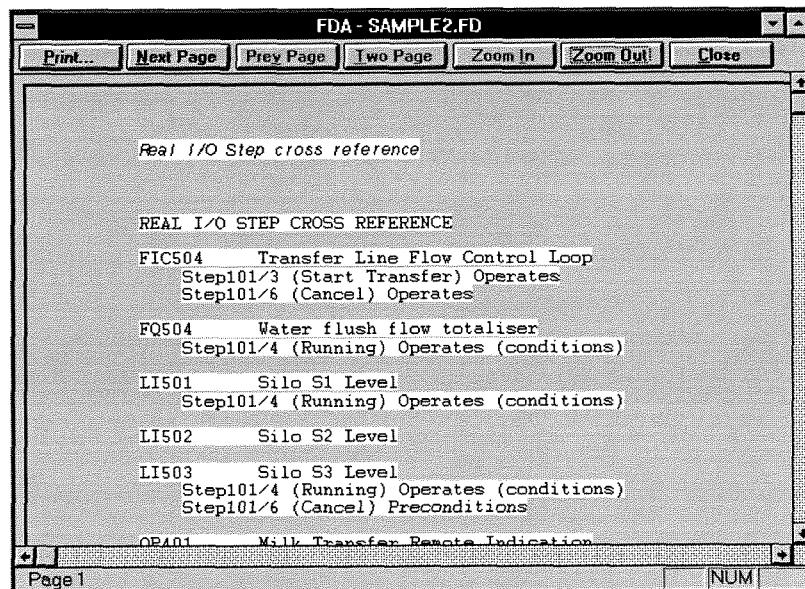 FDA - SAMPLE2.FD
Print... Next Page Prev Page Two Page Zoom In Zoom Out Close
Real I/O Step cross reference
REAL I/O STEP CROSS REFERENCE
FIC504 Transfer Line Flow Control Loop
Step101/3 (Start Transfer) Operates
Step101/6 (Cancel) Operates
FQ504 Water flush flow totaliser
Step101/4 (Running) Operates (conditions)
LI501 Silo S1 Level
Step101/4 (Running) Operates (conditions)
LI502 Silo S2 Level
LI503 Silo S3 Level
Step101/4 (Running) Operates (conditions)
Step101/6 (Cancel) Preconditions
OP401 Milk Transfer Remote Indication
Page 1 NUM